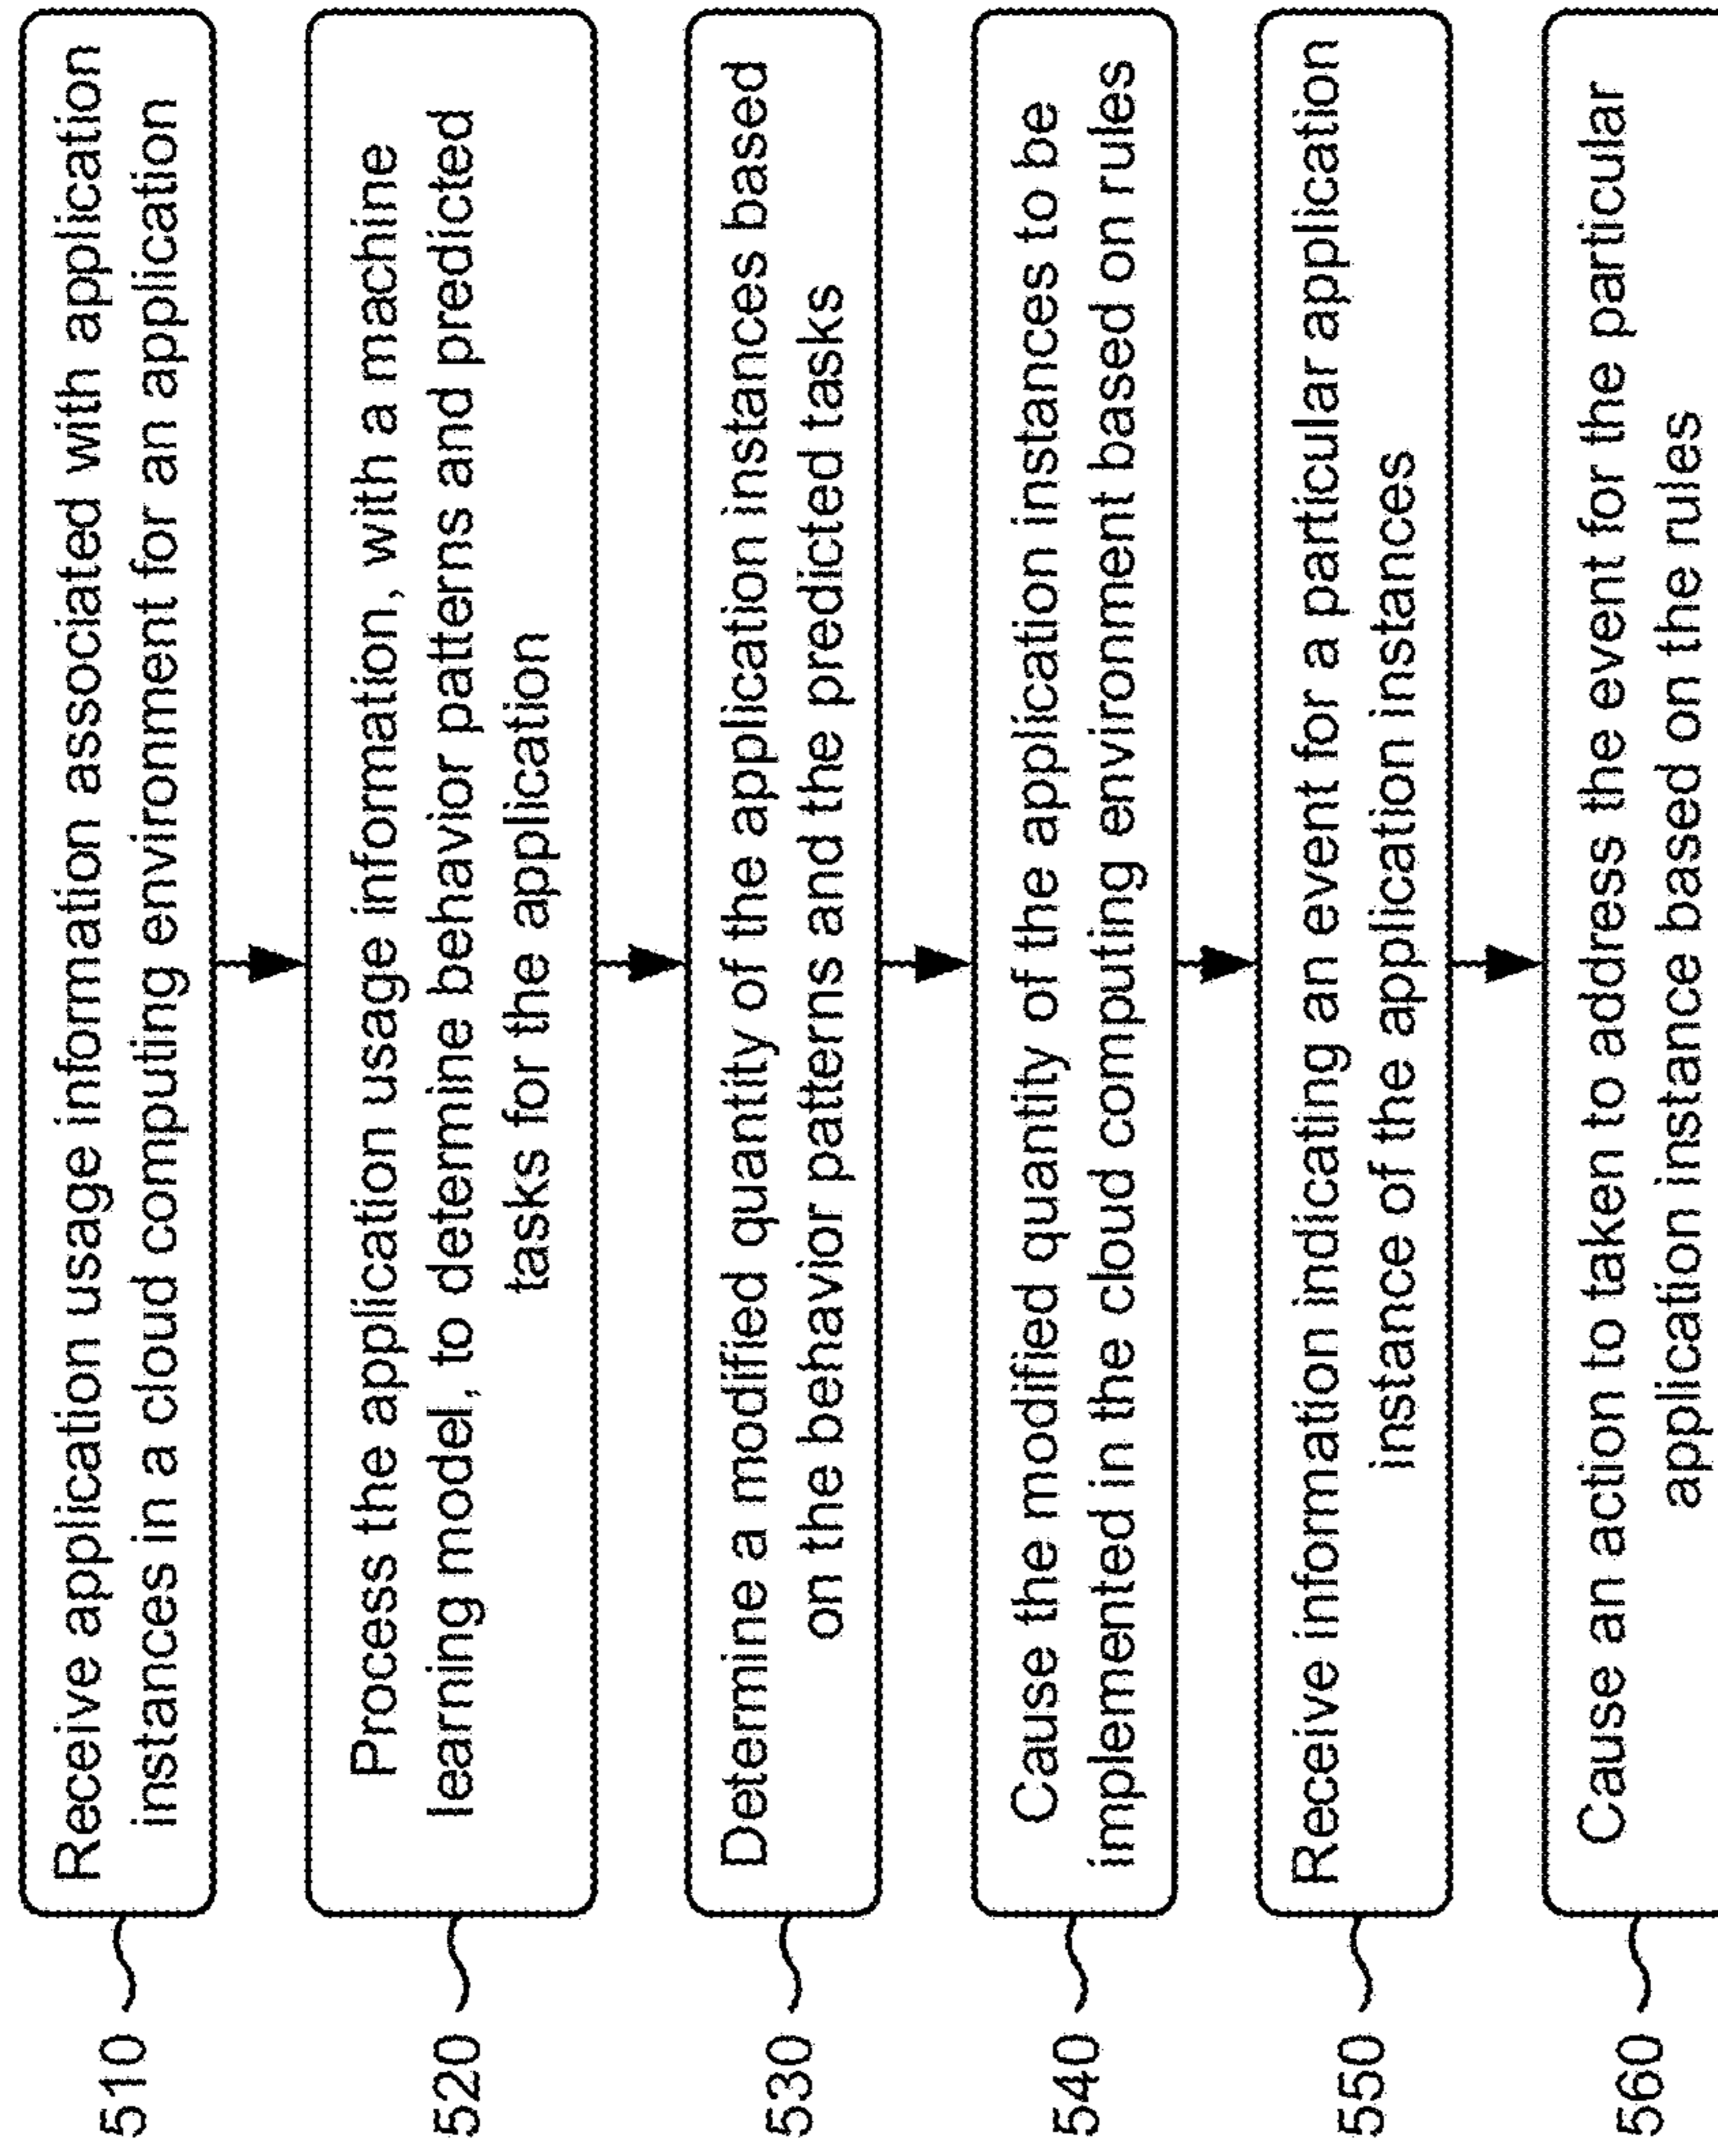 510
Receive application usage information associated with application
instances in a cloud computing environment for an application
520
Process the application usage information, with a machine
learning model, to determine behavior patterns and predicted
tasks for the application
530
Determine a modified quantity of the application instances based
on the behavior patterns and the predicted tasks
540
Cause the modified quantity of the application instances to be
implemented in the cloud computing environment based on rules
550
Receive information indicating an event for a particular application
instance of the application instances
560
Cause an action to taken to address the event for the particular
application instance based on the rules